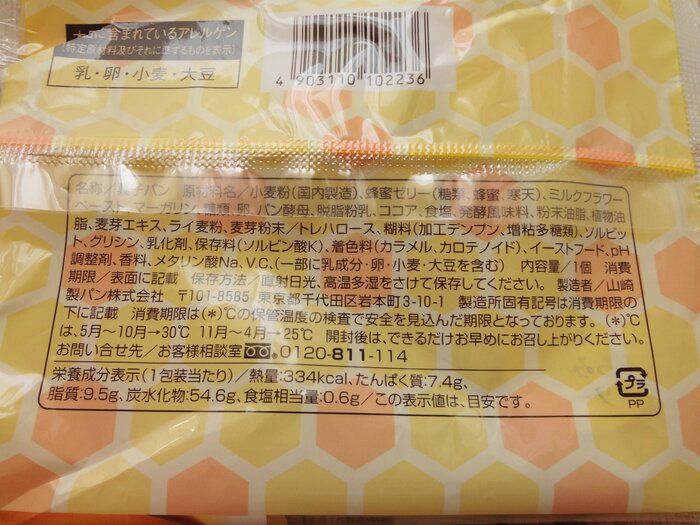 本品に含まれているアレルゲン
(特定原材料及びそれに準ずるものを表示)
乳・卵・小麦・大豆
4 903110 102236
名称/菓子パン 原材料名/小麦粉(国内製造)、蜂蜜ゼリー(糖類、蜂蜜、寒天)、ミルクフラワー
ペースト、マーガリン、糖類、卵、パン酵母、脱脂粉乳、ココア、食塩、発酵風味料、粉末油脂、植物油
脂、麦芽エキス、ライ麦粉、麦芽粉末/トレハロース、糊料(加工デンプン、増粘多糖類)、ソルビッ
ト、グリシン、乳化剤、保存料(ソルビン酸K)、着色料(カラメル、カロテノイド)、イーストフード、pH
調整剤、香料、メタリン酸Na、V.C、(一部に乳成分・卵・小麦・大豆を含む) 内容量/1個 消費
期限/表面に記載 保存方法/直射日光、高温多湿をさけて保存してください。 製造者/山崎
製パン株式会社 〒101-8585 東京都千代田区岩本町3-10-1 製造所固有記号は消費期限の
下に記載 消費期限は(*)℃の保管温度の検査で安全を見込んだ期限となっております。(*)℃
は、5月〜10月→30℃ 11月〜4月→25℃ 開封後は、できるだけお早めにお召し上がりください。
お問い合せ先/お客様相談室 0120-811-114
栄養成分表示(1包装当たり)/熱量:334kcal、たんぱく質:7.4g、
脂質:9.5g、炭水化物:54.6g、食塩相当量:0.6g/この表示値は、目安です。
プラ
PP